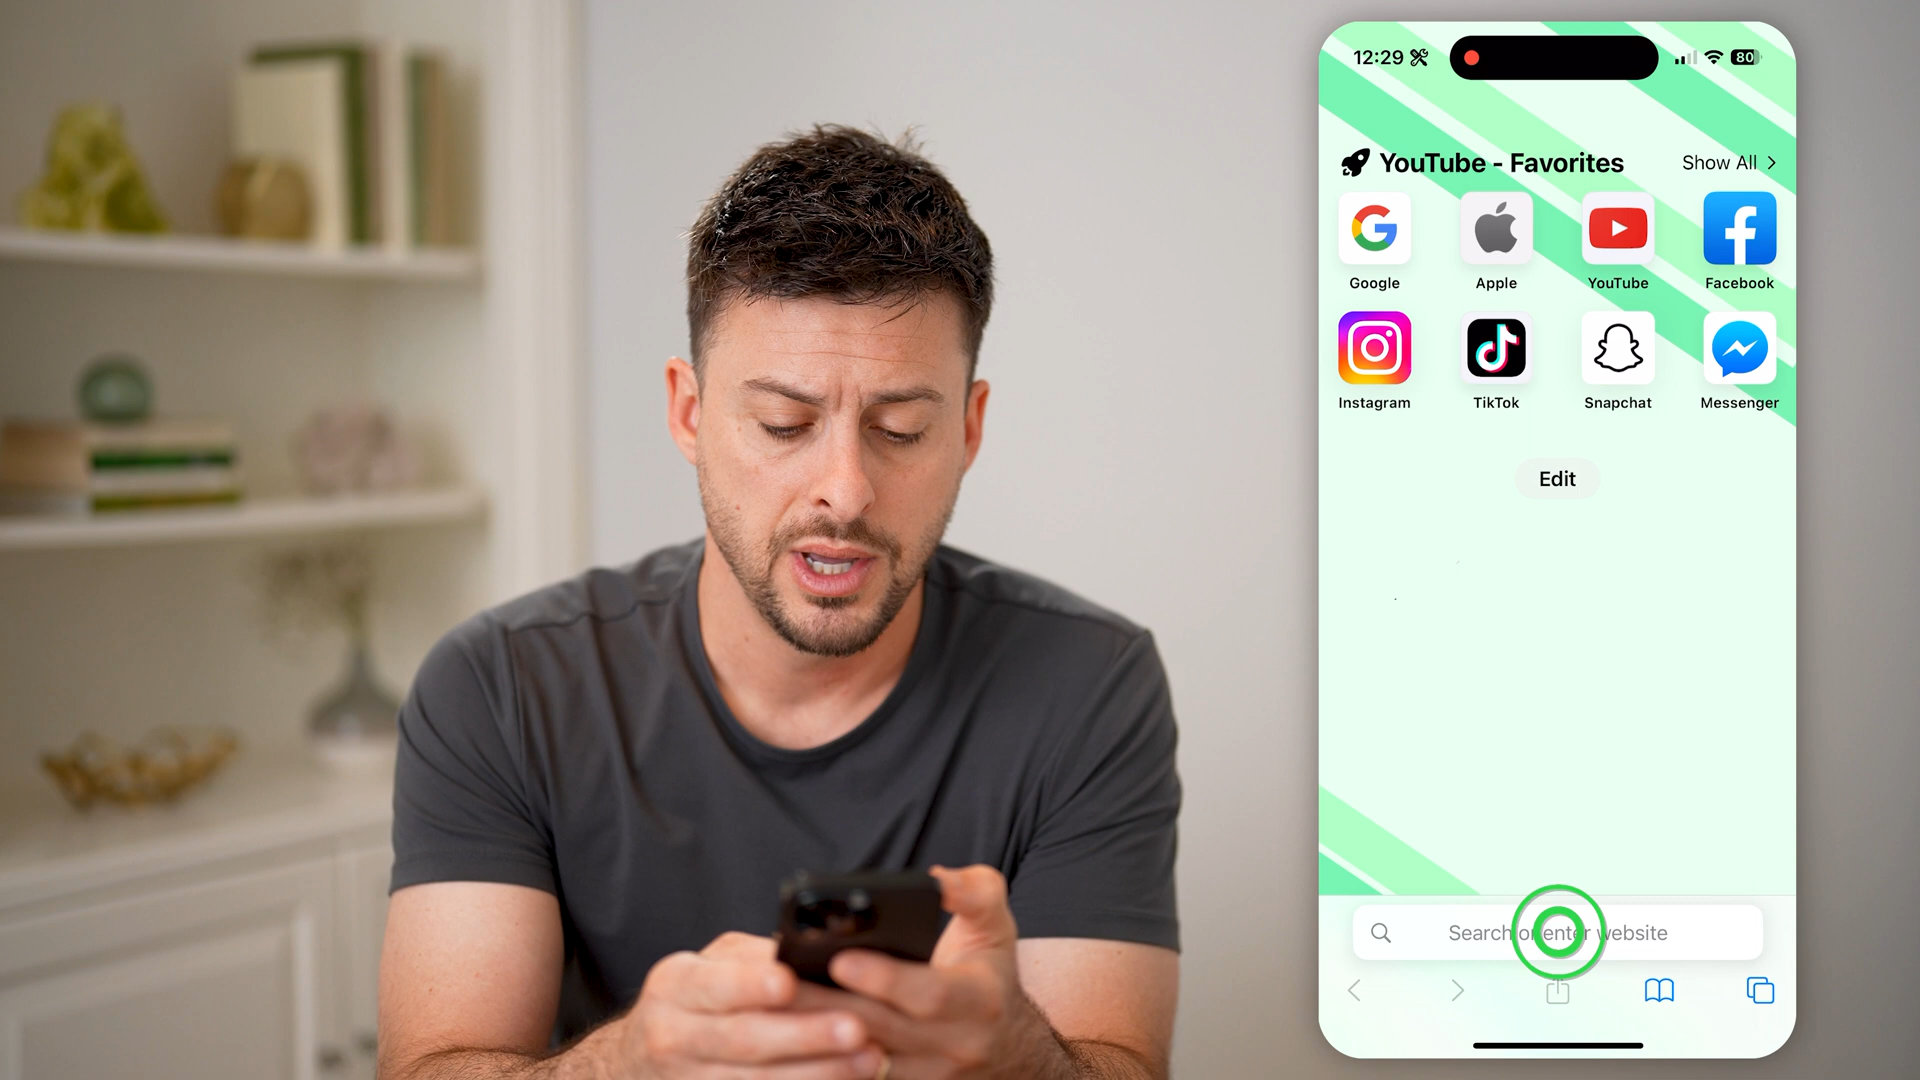 12:29
80
YouTube - Favorites
Show All
Google
Apple
YouTube
Facebook
Instagram
TikTok
Snapchat
Messenger
Edit
Search or enter website